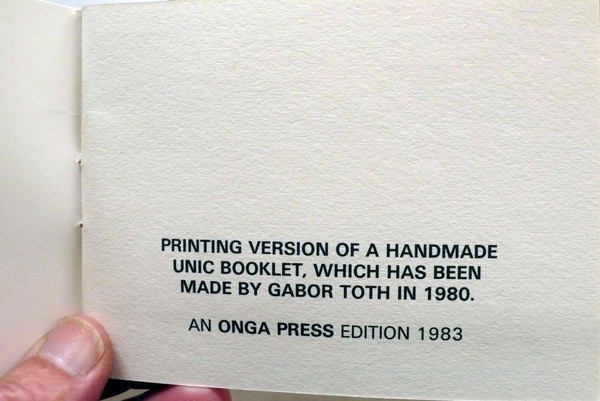 PRINTING VERSION OF A HANDMADE
UNIC BOOKLET, WHICH HAS BEEN
MADE BY GABOR TOTH IN 1980.
AN ONGA PRESS EDITION 1983